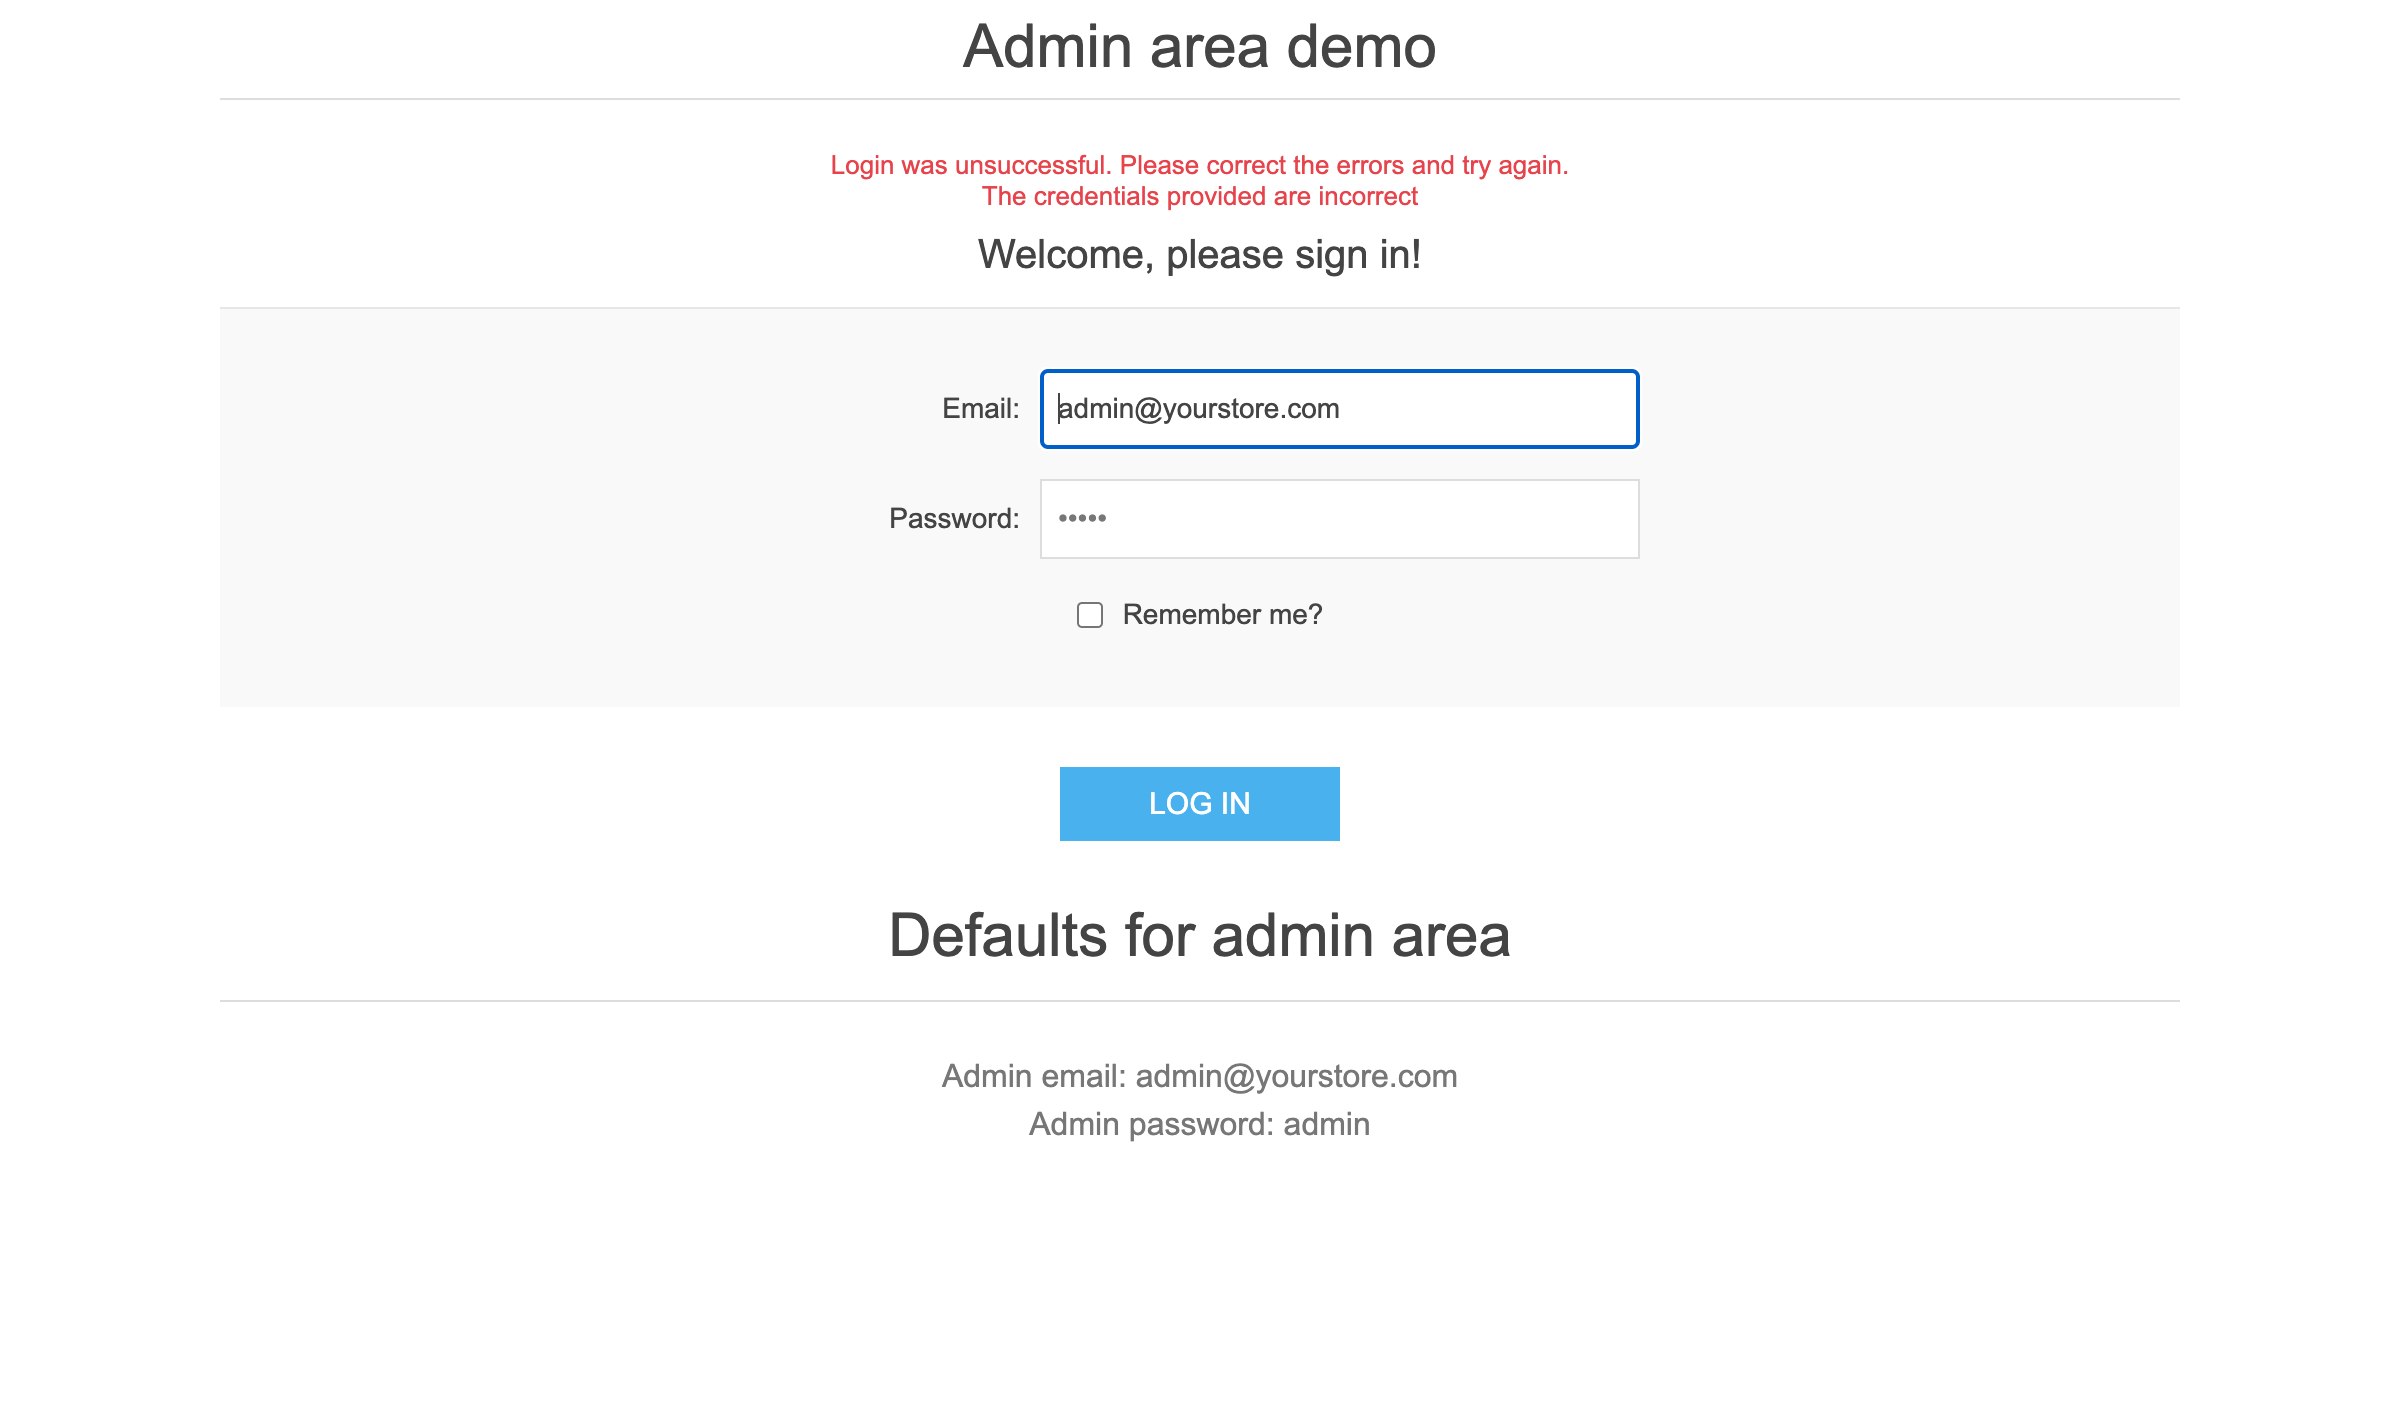 Admin area demo
Login was unsuccessful. Please correct the errors and try again.
The credentials provided are incorrect
Welcome, please sign in!
Email: admin@yourstore.com
Password: •••••
Remember me?
LOG IN
Defaults for admin area
Admin email: admin@yourstore.com
Admin password: admin